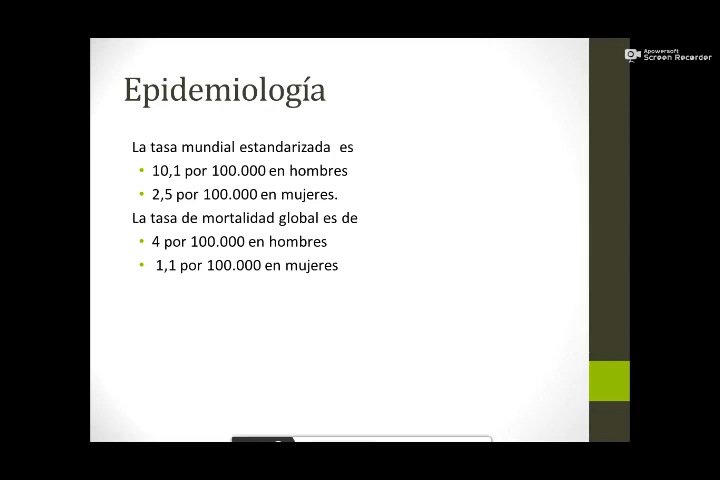 Apowersoft
Screen Recorder
Epidemiología
La tasa mundial estandarizada es
• 10,1 por 100.000 en hombres
• 2,5 por 100.000 en mujeres.
La tasa de mortalidad global es de
• 4 por 100.000 en hombres
• 1,1 por 100.000 en mujeres